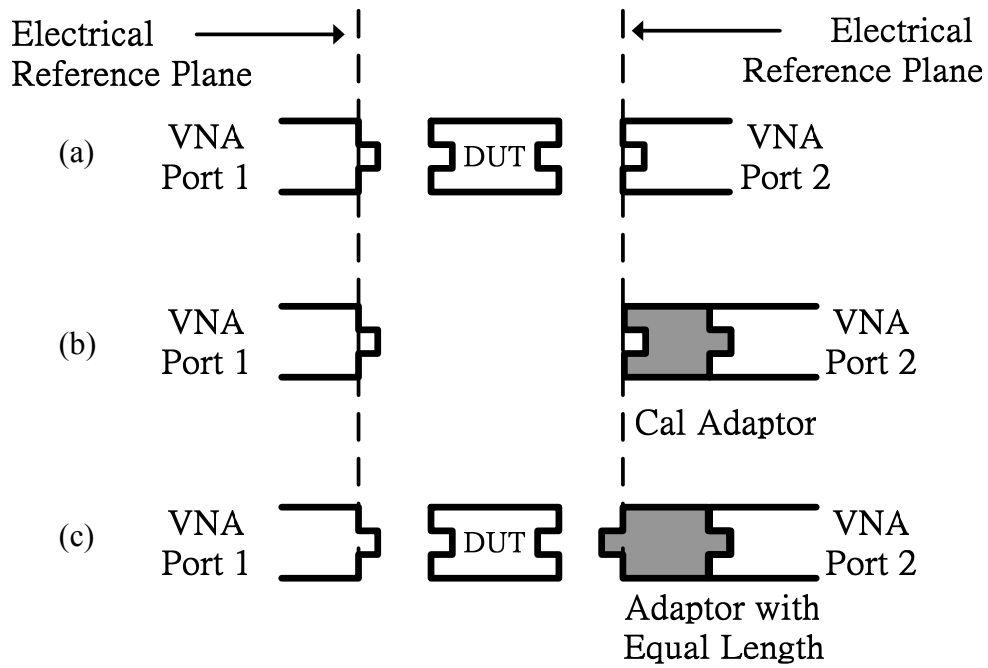 Electrical
Reference Plane
Electrical
Reference Plane
(a)
VNA
Port 1
DUT
VNA
Port 2
(b)
VNA
Port 1
VNA
Port 2
Cal Adaptor
(c)
VNA
Port 1
DUT
VNA
Port 2
Adaptor with
Equal Length